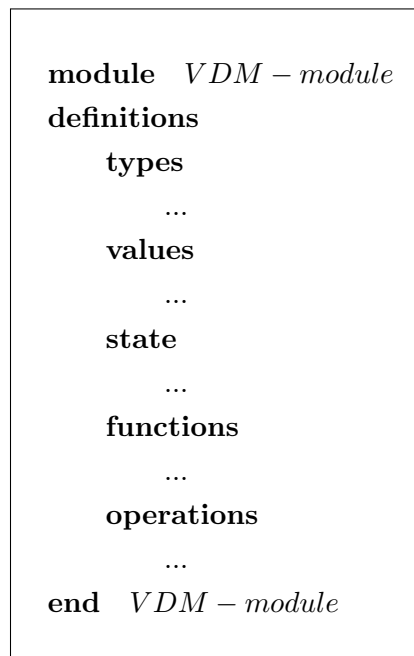 module VDM − module
definitions
types
...
values
...
state
...
functions
...
operations
...
end VDM − module